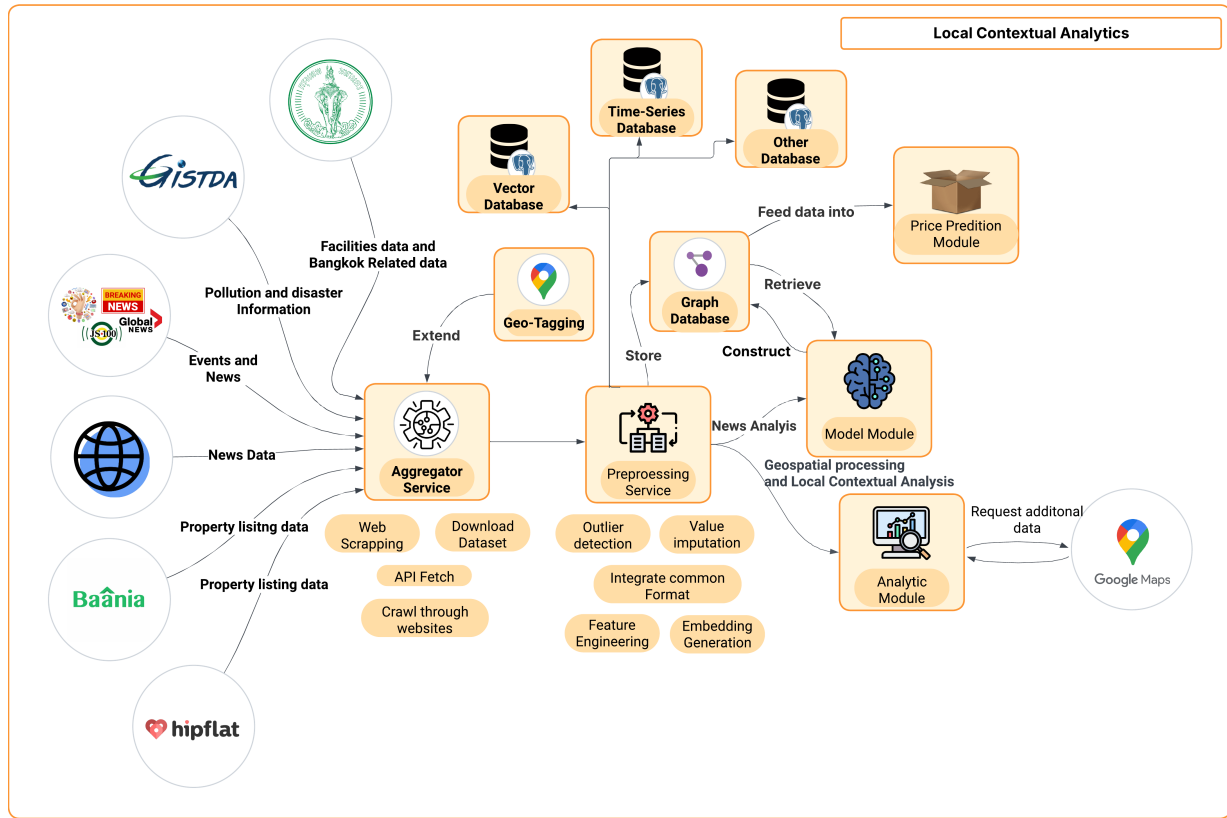 Local Contextual Analytics
GISTDA
BREAKING
NEWS
Global
NEWS
JS-100
Baania
hipflat
Facilities data and
Bangkok Related data
Pollution and disaster
Information
Events and
News
News Data
Property lisitng data
Property listing data
Extend
Geo-Tagging
Aggregator
Service
Web
Scrapping
Download
Dataset
API Fetch
Crawl through
websites
Vector
Database
Time-Series
Database
Other
Database
Store
Graph
Database
Feed data into
Price Predition
Module
Retrieve
Construct
Preproessing
Service
Outlier
detection
Value
imputation
Integrate common
Format
Feature
Engineering
Embedding
Generation
News Analyis
Model Module
Geospatial processing
and Local Contextual Analysis
Analytic
Module
Request additonal
data
Google Maps